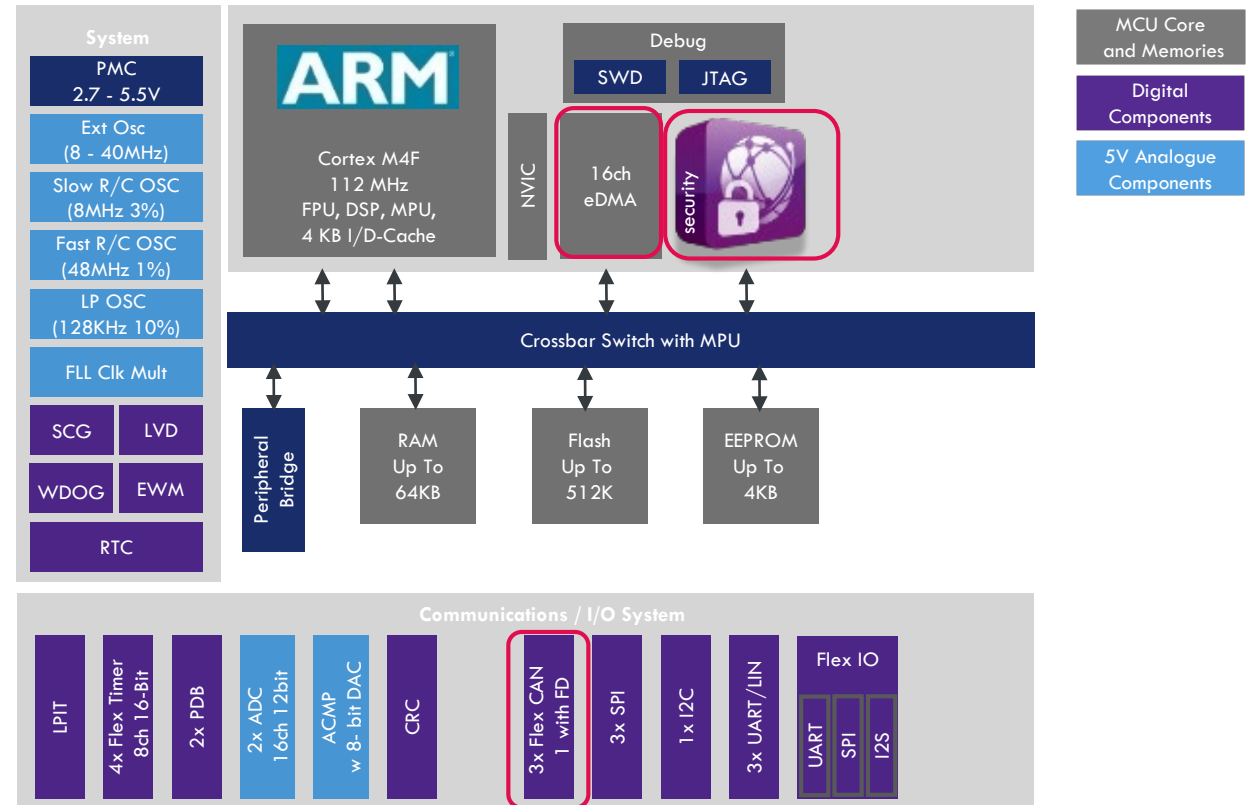 System
PMC
2.7 - 5.5V
Ext Osc
(8 - 40MHz)
Slow R/C OSC
(8MHz 3%)
Fast R/C OSC
(48MHz 1%)
LP OSC
(128KHz 10%)
FLL Clk Mult
SCG
LVD
WDOG
EWM
RTC
ARM
Cortex M4F
112 MHz
FPU, DSP, MPU,
4 KB I/D-Cache
Debug
SWD
JTAG
NVIC
16ch
eDMA
security
Crossbar Switch with MPU
Peripheral
Bridge
RAM
Up To
64KB
Flash
Up To
512K
EEPROM
Up To
4KB
MCU Core
and Memories
Digital
Components
5V Analogue
Components
Communications / I/O System
LPIT
4x Flex Timer
8ch 16-Bit
2x PDB
2x ADC
16ch 12bit
ACMP
w 8- bit DAC
CRC
3x Flex CAN
1 with FD
3x SPI
1x I2C
3x UART/LIN
Flex IO
UART
SPI
I2S